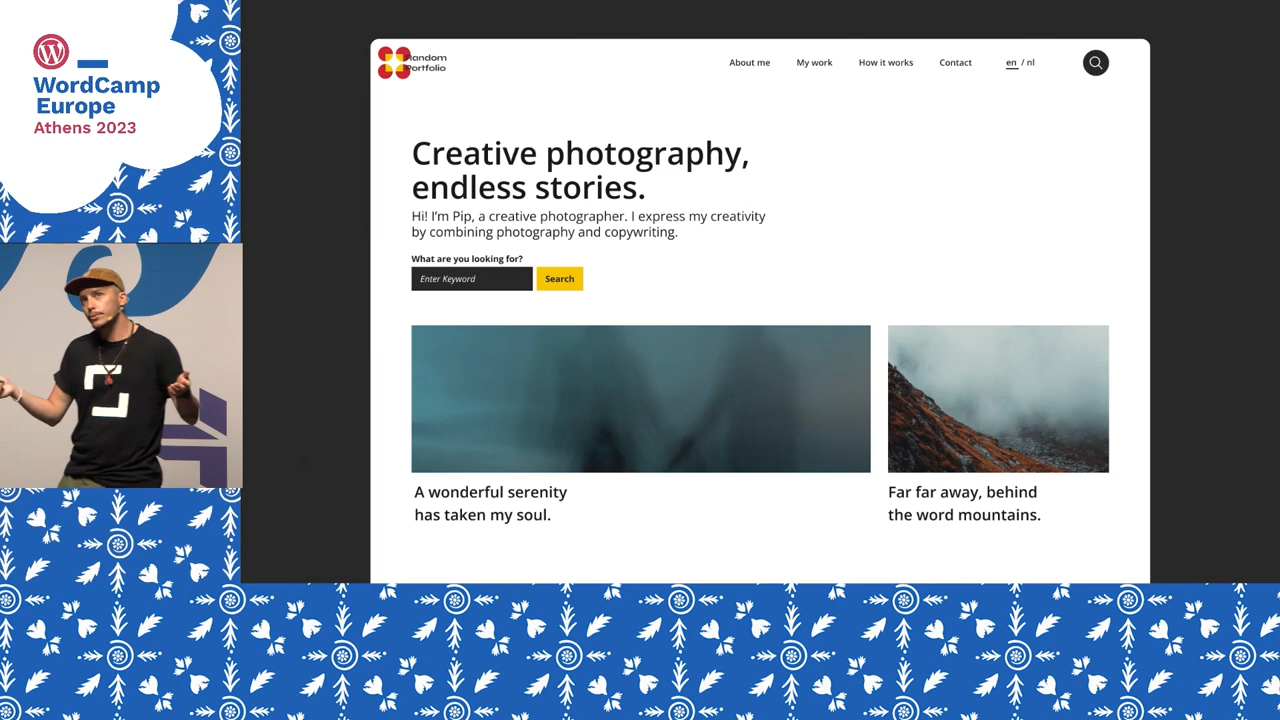 WordCamp
Europe
Athens 2023
Random
Portfolio
About me
My work
How it works
Contact
en / nl
Creative photography,
endless stories.
Hi! I'm Pip, a creative photographer. I express my creativity
by combining photography and copywriting.
What are you looking for?
Enter Keyword
Search
A wonderful serenity
has taken my soul.
Far far away, behind
the word mountains.